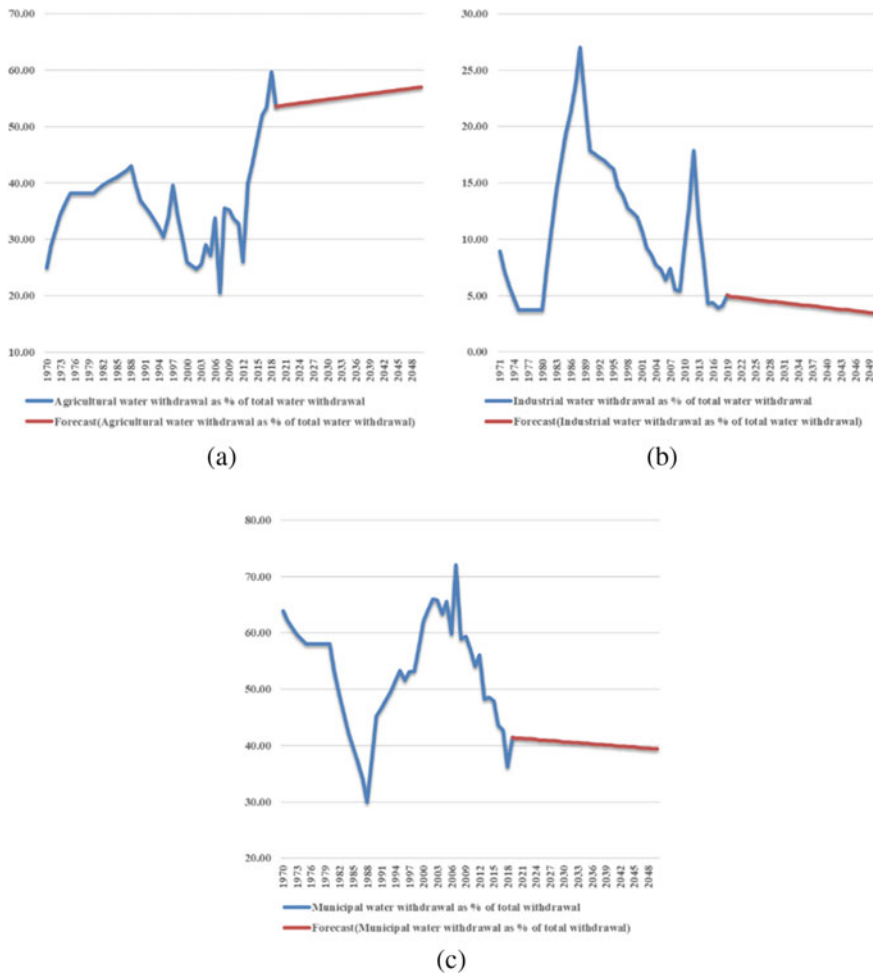 70.00
60.00
50.00
40.00
30.00
20.00
10.00
1970 1973 1976 1979 1982 1985 1988 1991 1994 1997 2000 2003 2006 2009 2012 2015 2018 2021 2024 2027 2030 2033 2036 2039 2042 2045 2048
Agricultural water withdrawal as % of total water withdrawal
Forecast(Agricultural water withdrawal as % of total water withdrawal)
(a)
30.00
25.00
20.00
15.00
10.00
5.00
0.00
1971 1974 1977 1980 1983 1986 1989 1992 1995 1998 2001 2004 2007 2010 2013 2016 2019 2022 2025 2028 2031 2034 2037 2040 2043 2046 2049
Industrial water withdrawal as % of total water withdrawal
Forecast(Industrial water withdrawal as % of total water withdrawal)
(b)
80.00
70.00
60.00
50.00
40.00
30.00
20.00
1970 1973 1976 1979 1982 1985 1988 1991 1994 1997 2000 2003 2006 2009 2012 2015 2018 2021 2024 2027 2030 2033 2036 2039 2042 2045 2048
Municipal water withdrawal as % of total withdrawal
Forecast(Municipal water withdrawal as % of total withdrawal)
(c)